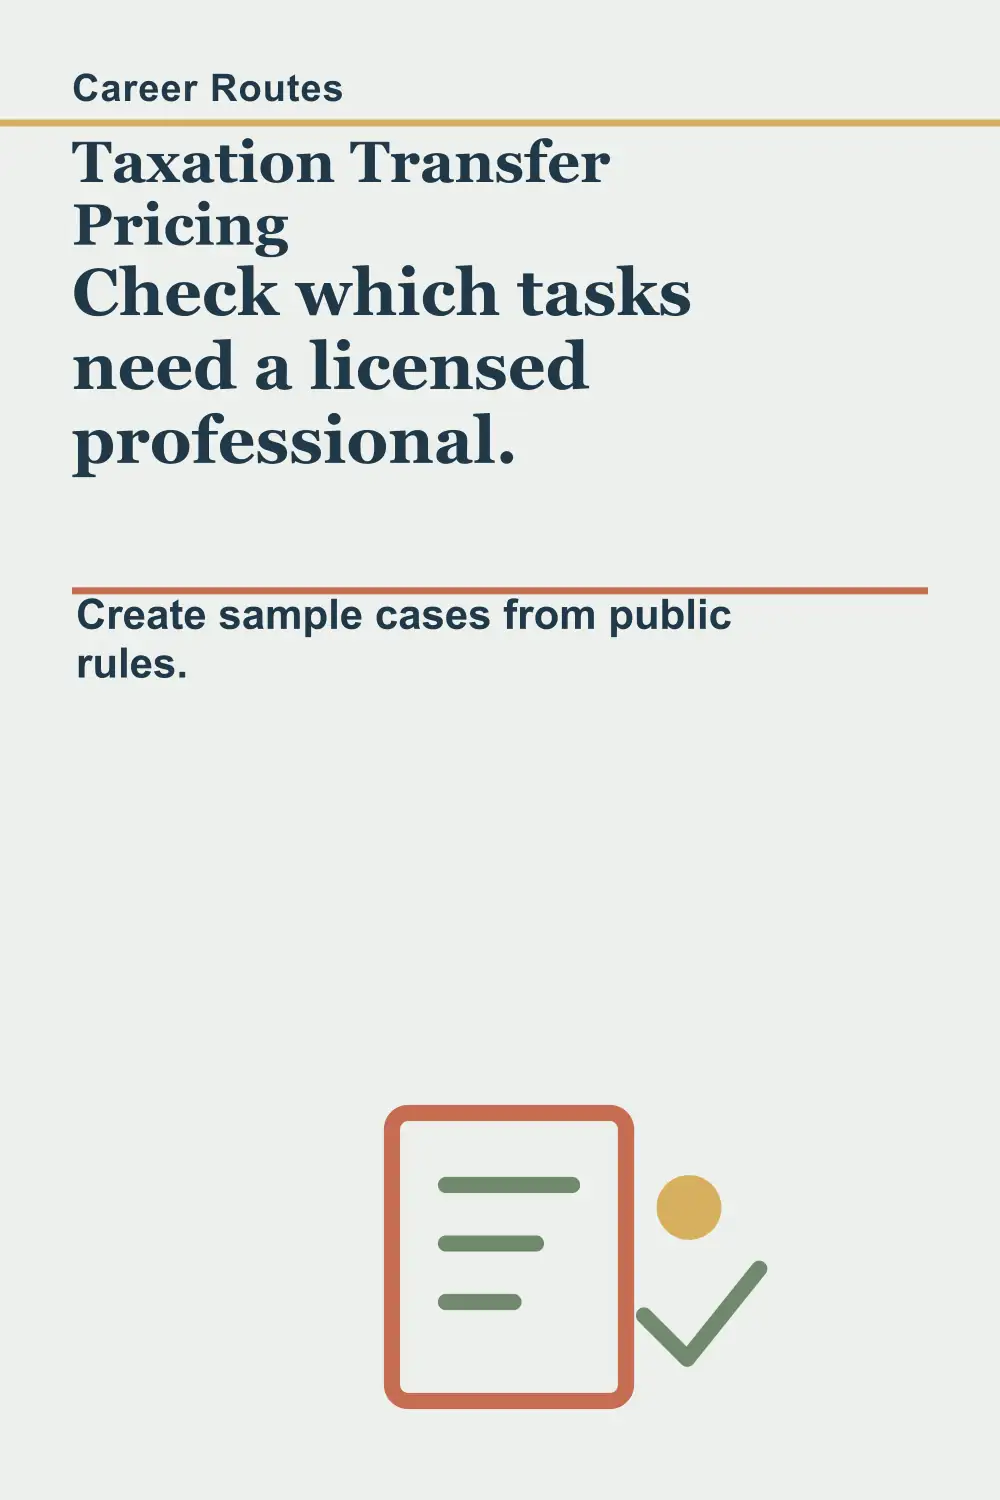 Career Routes
Taxation Transfer
Pricing
Check which tasks
need a licensed
professional.
Create sample cases from public
rules.